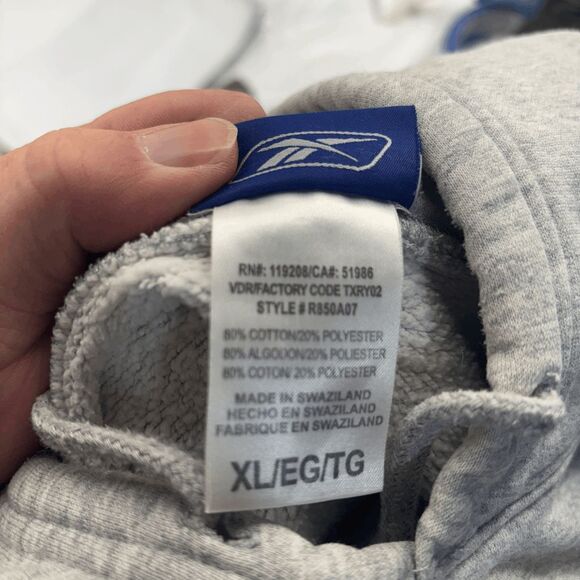 RN#: 119208/CA#: 51986
VDR/FACTORY CODE TXRY02
STYLE # R850A07
80% COTTON/20% POLYESTER
80% ALGODON/20% POLIESTER
80% COTON/ 20% POLYESTER
MADE IN SWAZILAND
HECHO EN SWAZILAND
FABRIQUE EN SWAZILAND
XL/EG/TG